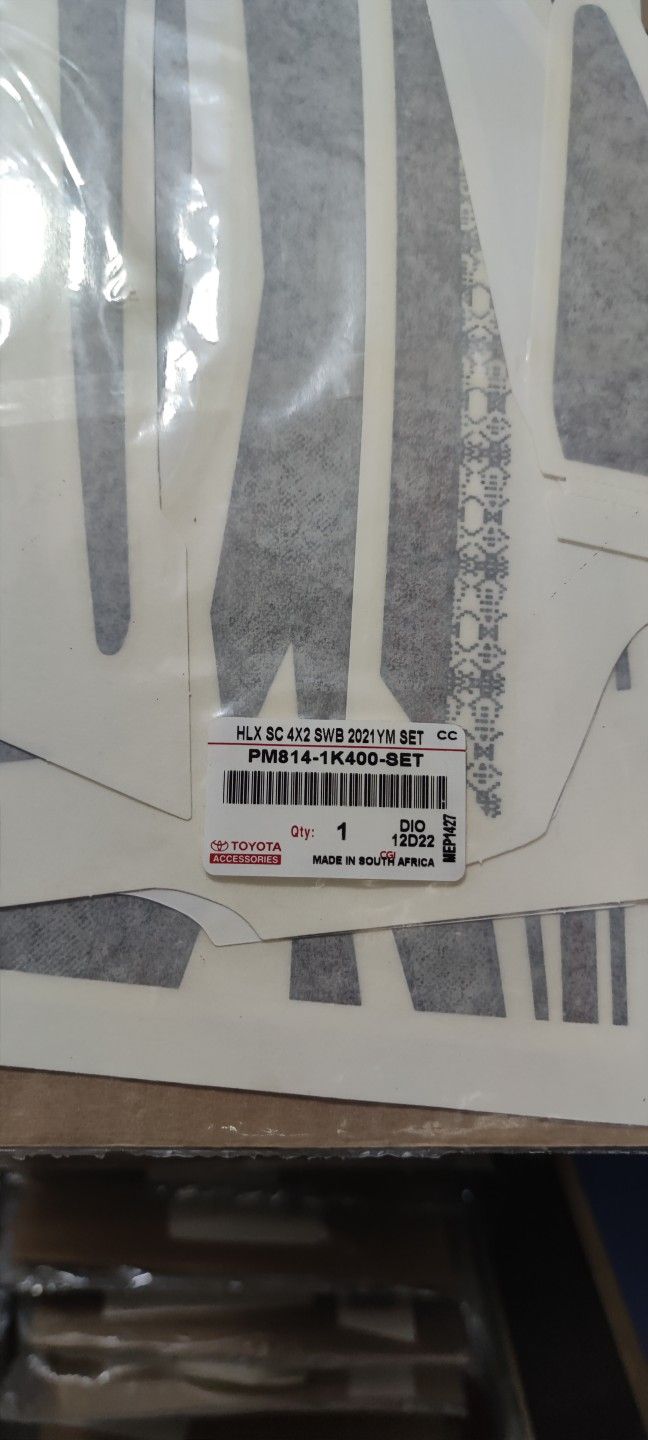 HLX SC 4X2 SWB 2021YM SET CC
PM814-1K400-SET
Qty: 1 DIO
12D22
MEP1427
TOYOTA
ACCESSORIES
CGI
MADE IN SOUTH AFRICA